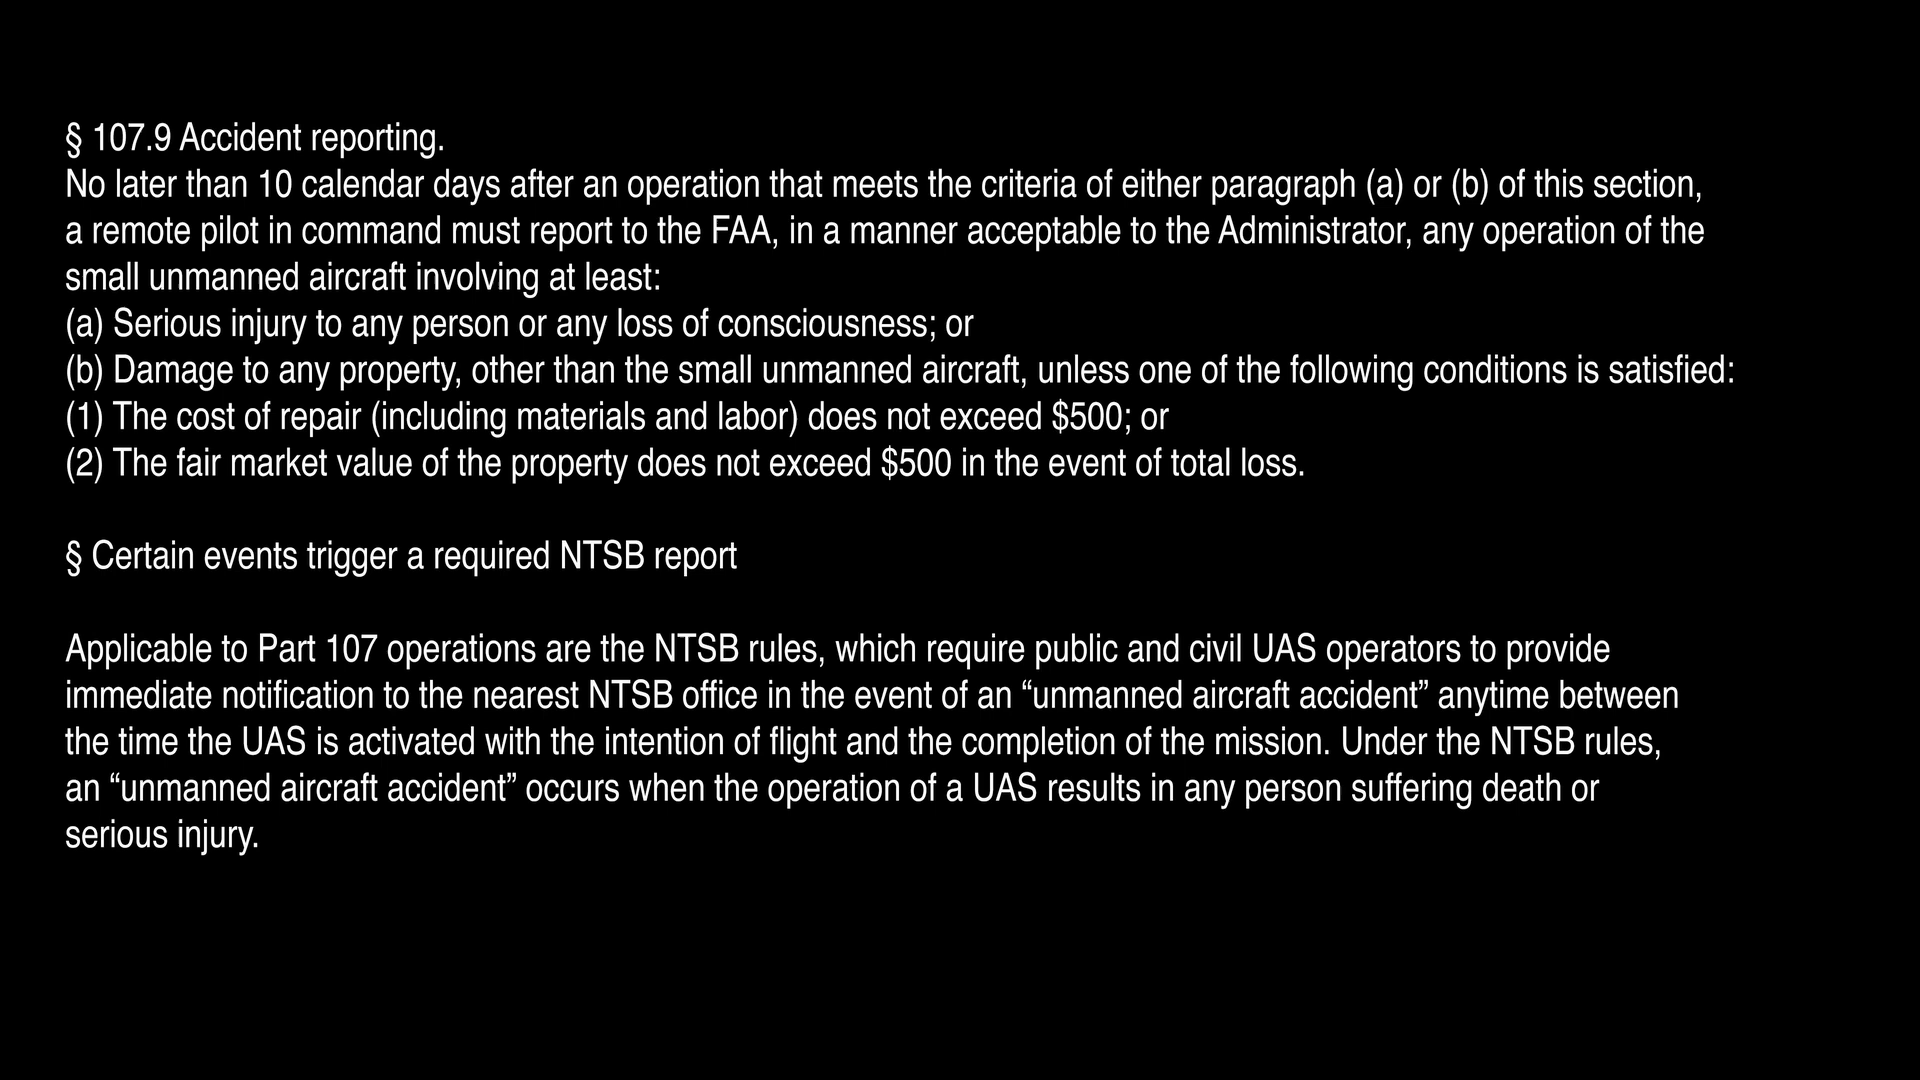 § 107.9 Accident reporting.
No later than 10 calendar days after an operation that meets the criteria of either paragraph (a) or (b) of this section,
a remote pilot in command must report to the FAA, in a manner acceptable to the Administrator, any operation of the
small unmanned aircraft involving at least:
(a) Serious injury to any person or any loss of consciousness; or
(b) Damage to any property, other than the small unmanned aircraft, unless one of the following conditions is satisfied:
(1) The cost of repair (including materials and labor) does not exceed $500; or
(2) The fair market value of the property does not exceed $500 in the event of total loss.
§ Certain events trigger a required NTSB report
Applicable to Part 107 operations are the NTSB rules, which require public and civil UAS operators to provide
immediate notification to the nearest NTSB office in the event of an “unmanned aircraft accident” anytime between
the time the UAS is activated with the intention of flight and the completion of the mission. Under the NTSB rules,
an “unmanned aircraft accident” occurs when the operation of a UAS results in any person suffering death or
serious injury.